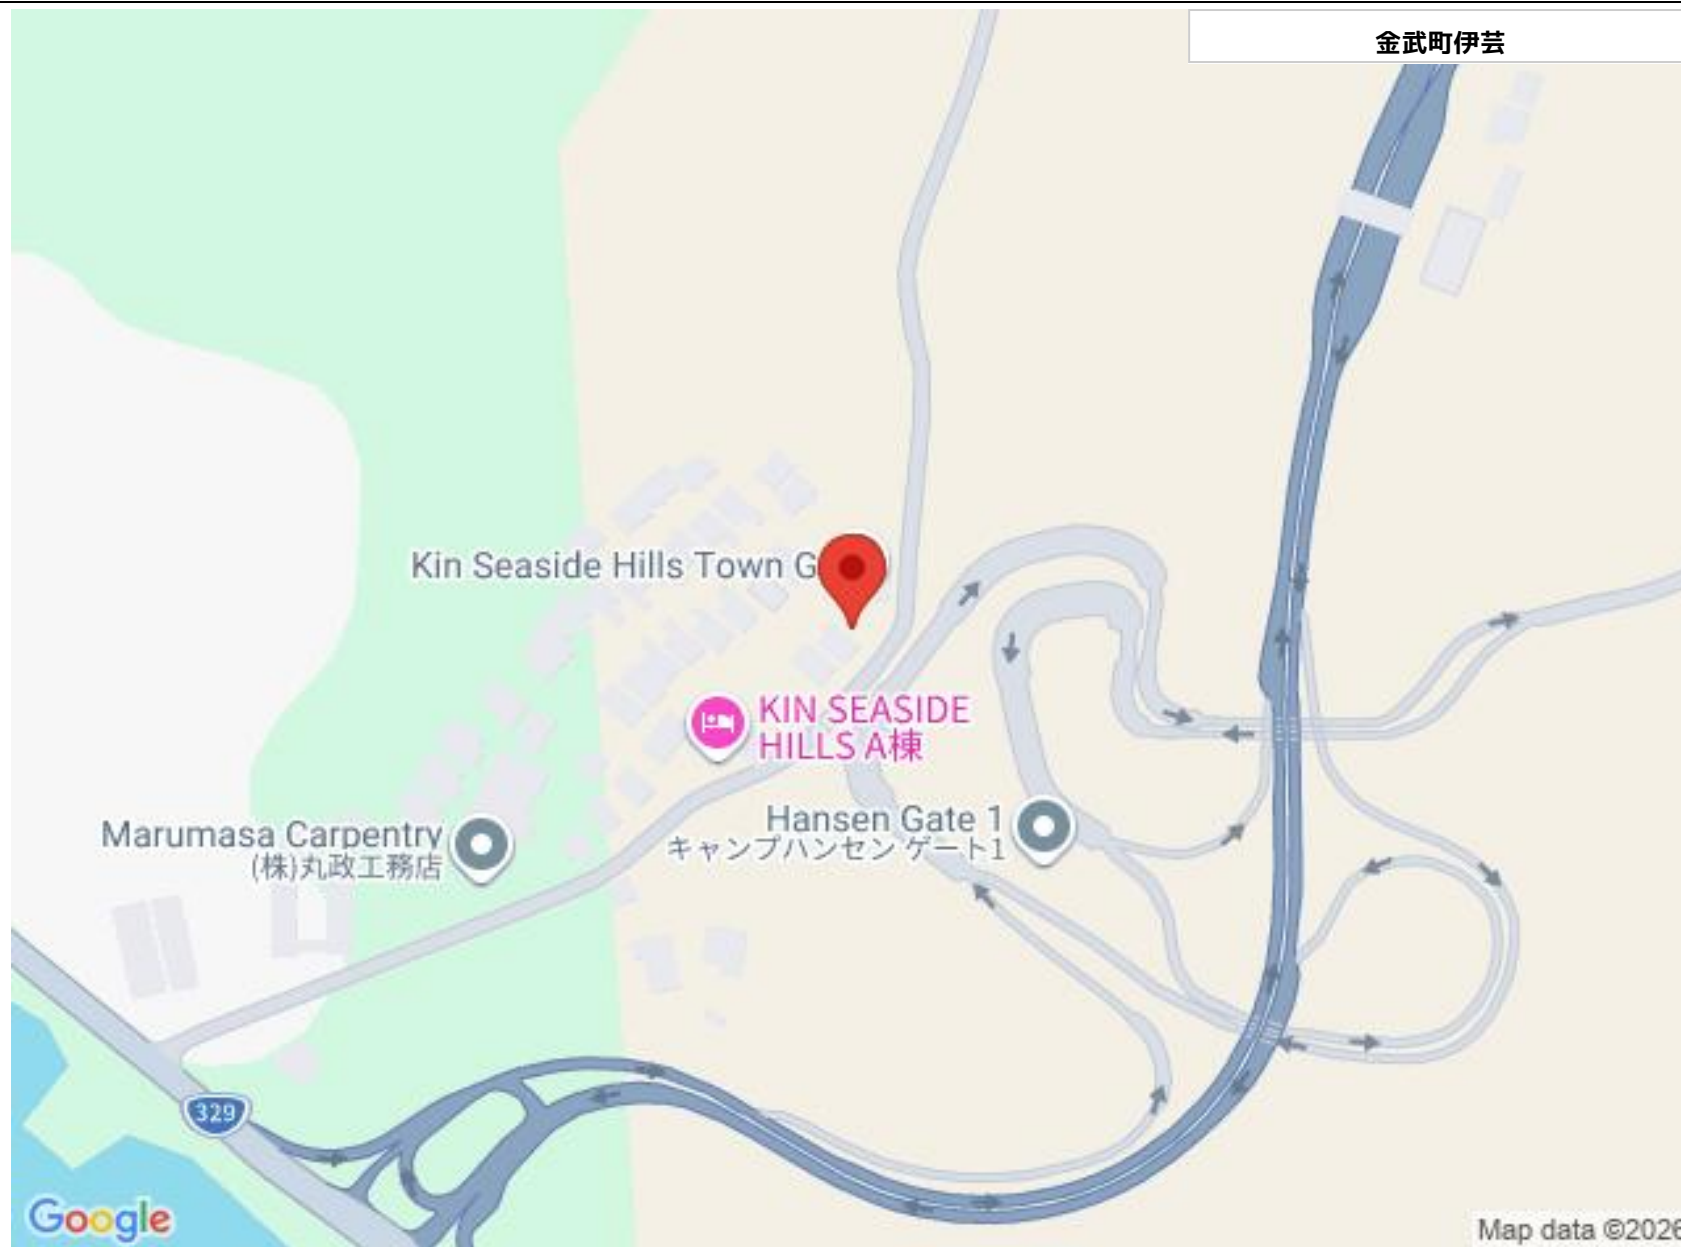 金武町伊芸
Kin Seaside Hills Town G
KIN SEASIDE
HILLS A棟
Hansen Gate 1
キャンプハンセン ゲート1
Marumasa Carpentry
(株)丸政工務店
329
Google
Map data ©2026